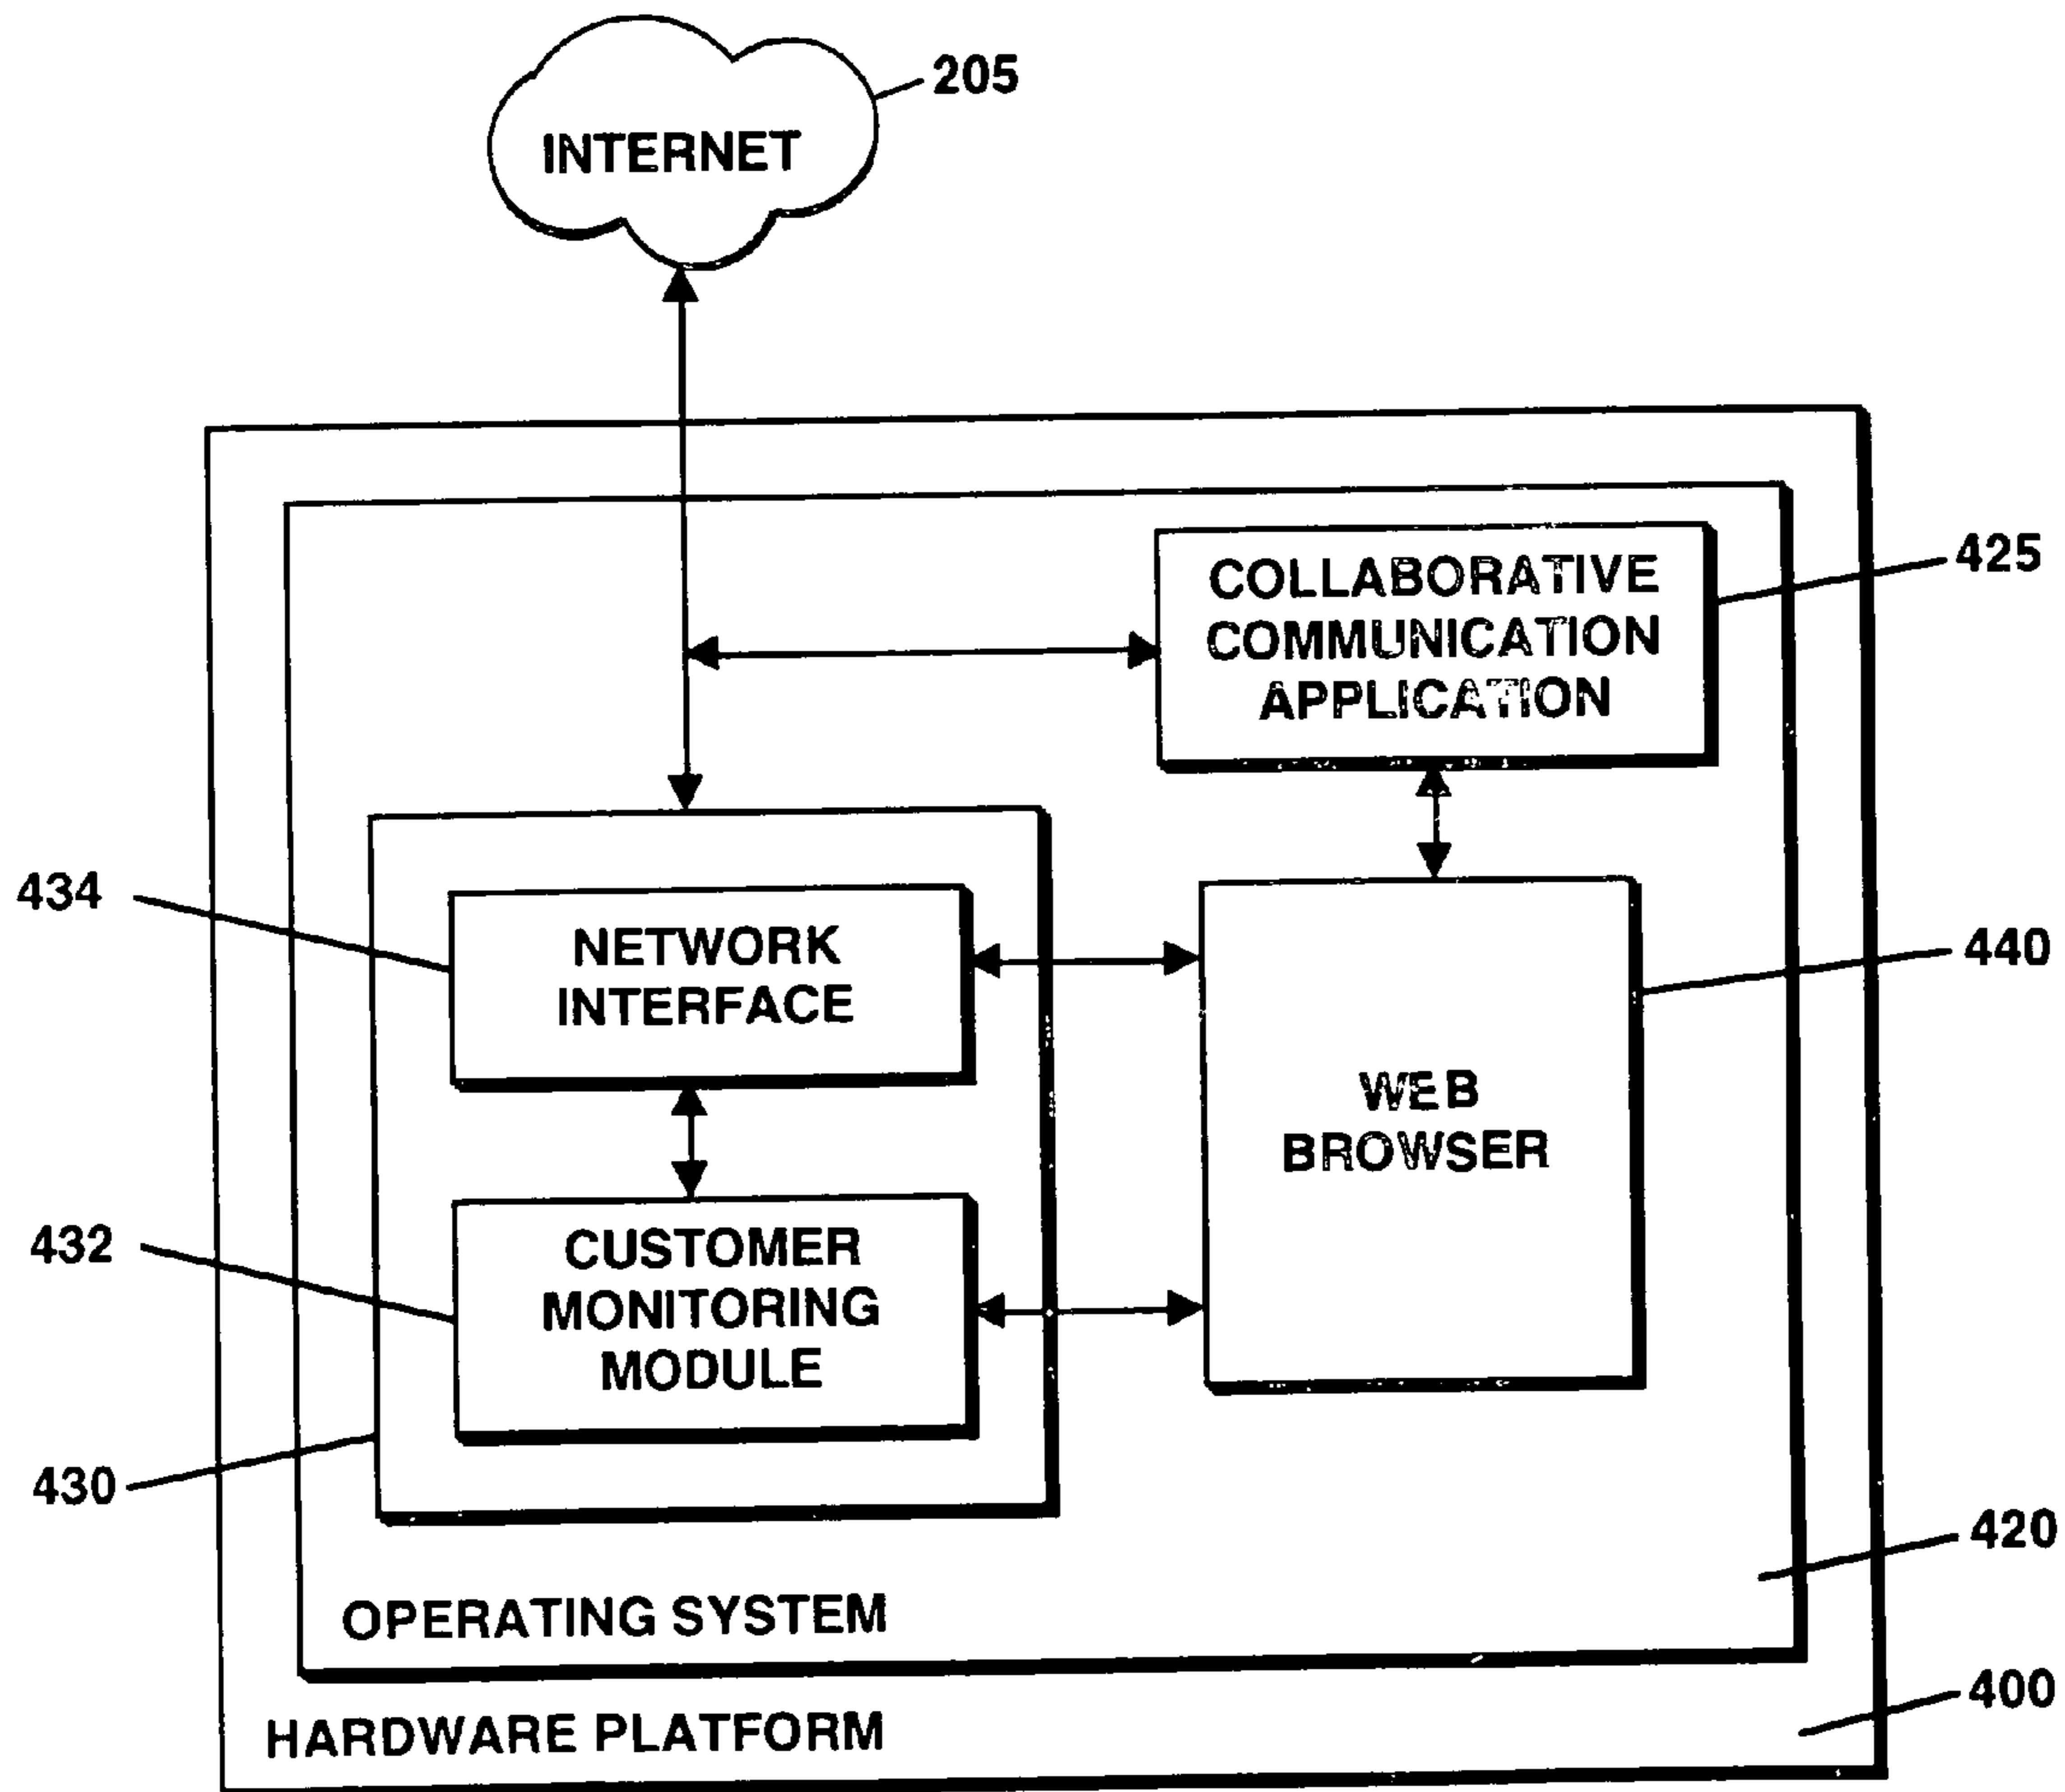 205
INTERNET
425
COLLABORATIVE
COMMUNICATION
APPLICATION
434
NETWORK
INTERFACE
440
WEB
BROWSER
432
CUSTOMER
MONITORING
MODULE
430
420
OPERATING SYSTEM
400
HARDWARE PLATFORM